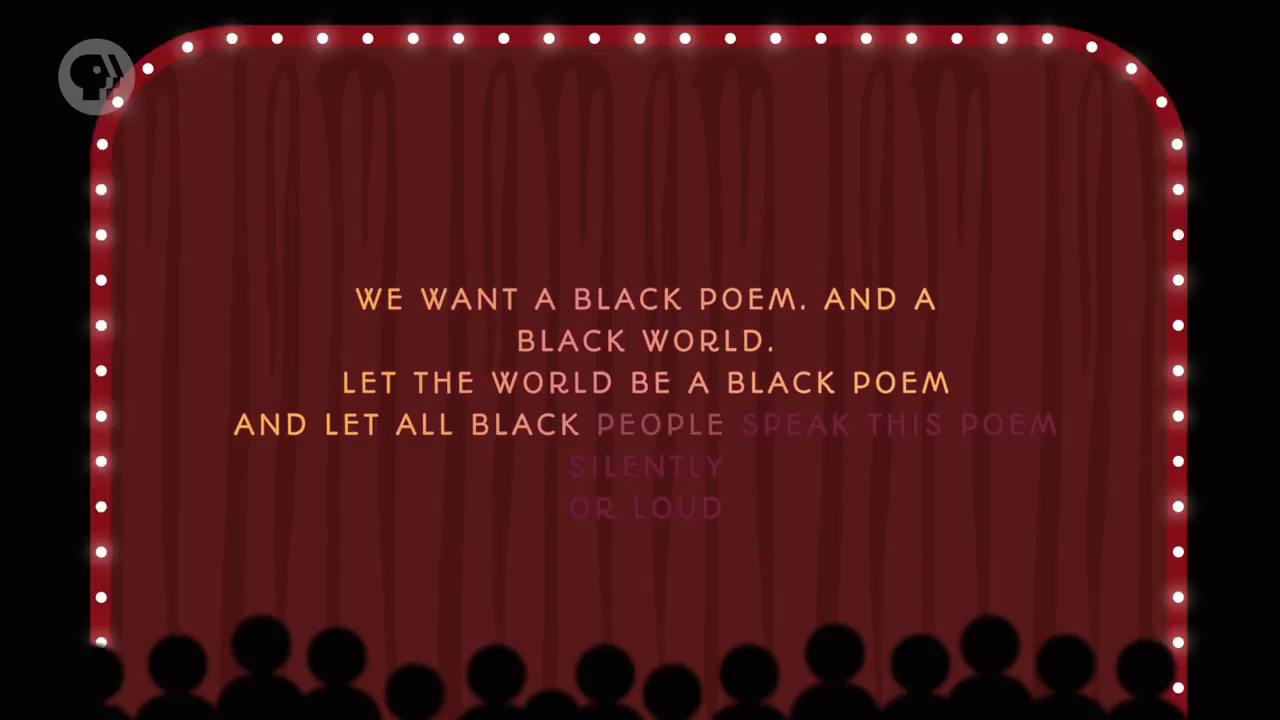 WE WANT A BLACK POEM. AND A
BLACK WORLD.
LET THE WORLD BE A BLACK POEM
AND LET ALL BLACK PEOPLE SPEAK THIS POEM
SILENTLY
OR LOUD